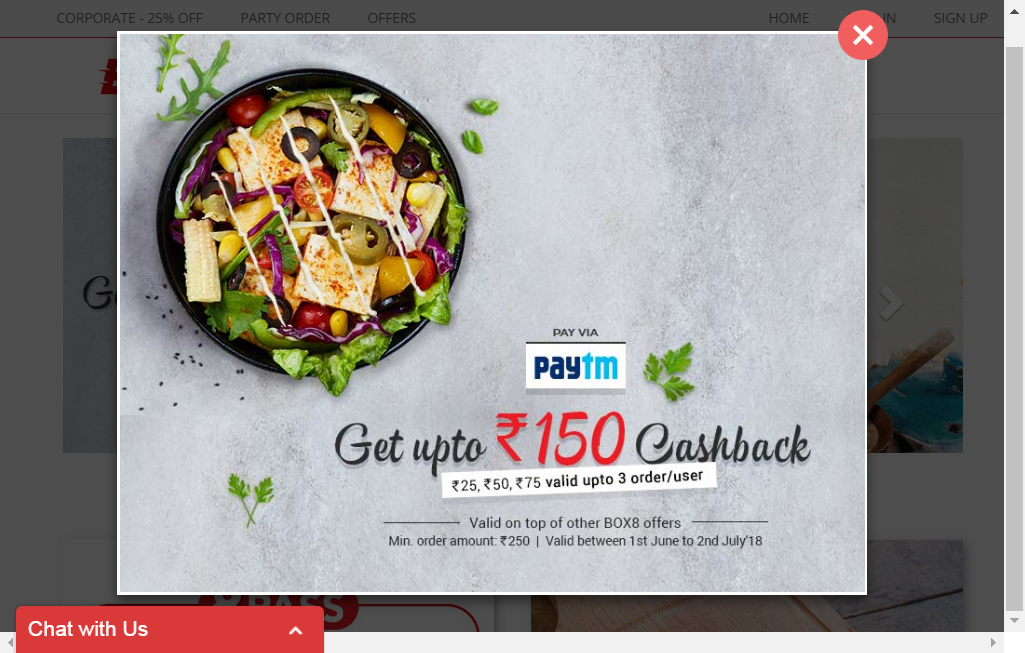 CORPORATE - 25% OFF PARTY ORDER OFFERS HOME IN SIGN UP
PAY VIA
paytm
Get upto ₹150 Cashback
₹25, ₹50, ₹75 valid upto 3 order/user
Valid on top of other BOX8 offers
Min. order amount: ₹250 | Valid between 1st June to 2nd July'18
PASS
Chat with Us